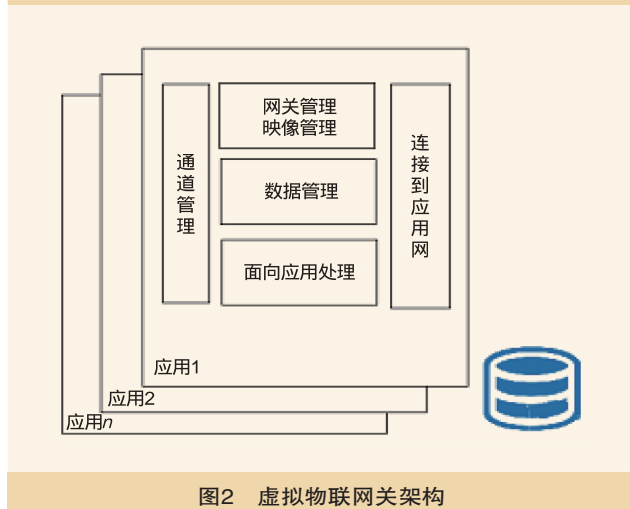 网关管理
映像管理
通道管理
数据管理
连接到应用网
面向应用处理
应用1
应用2
应用n
图2 虚拟物联网关架构